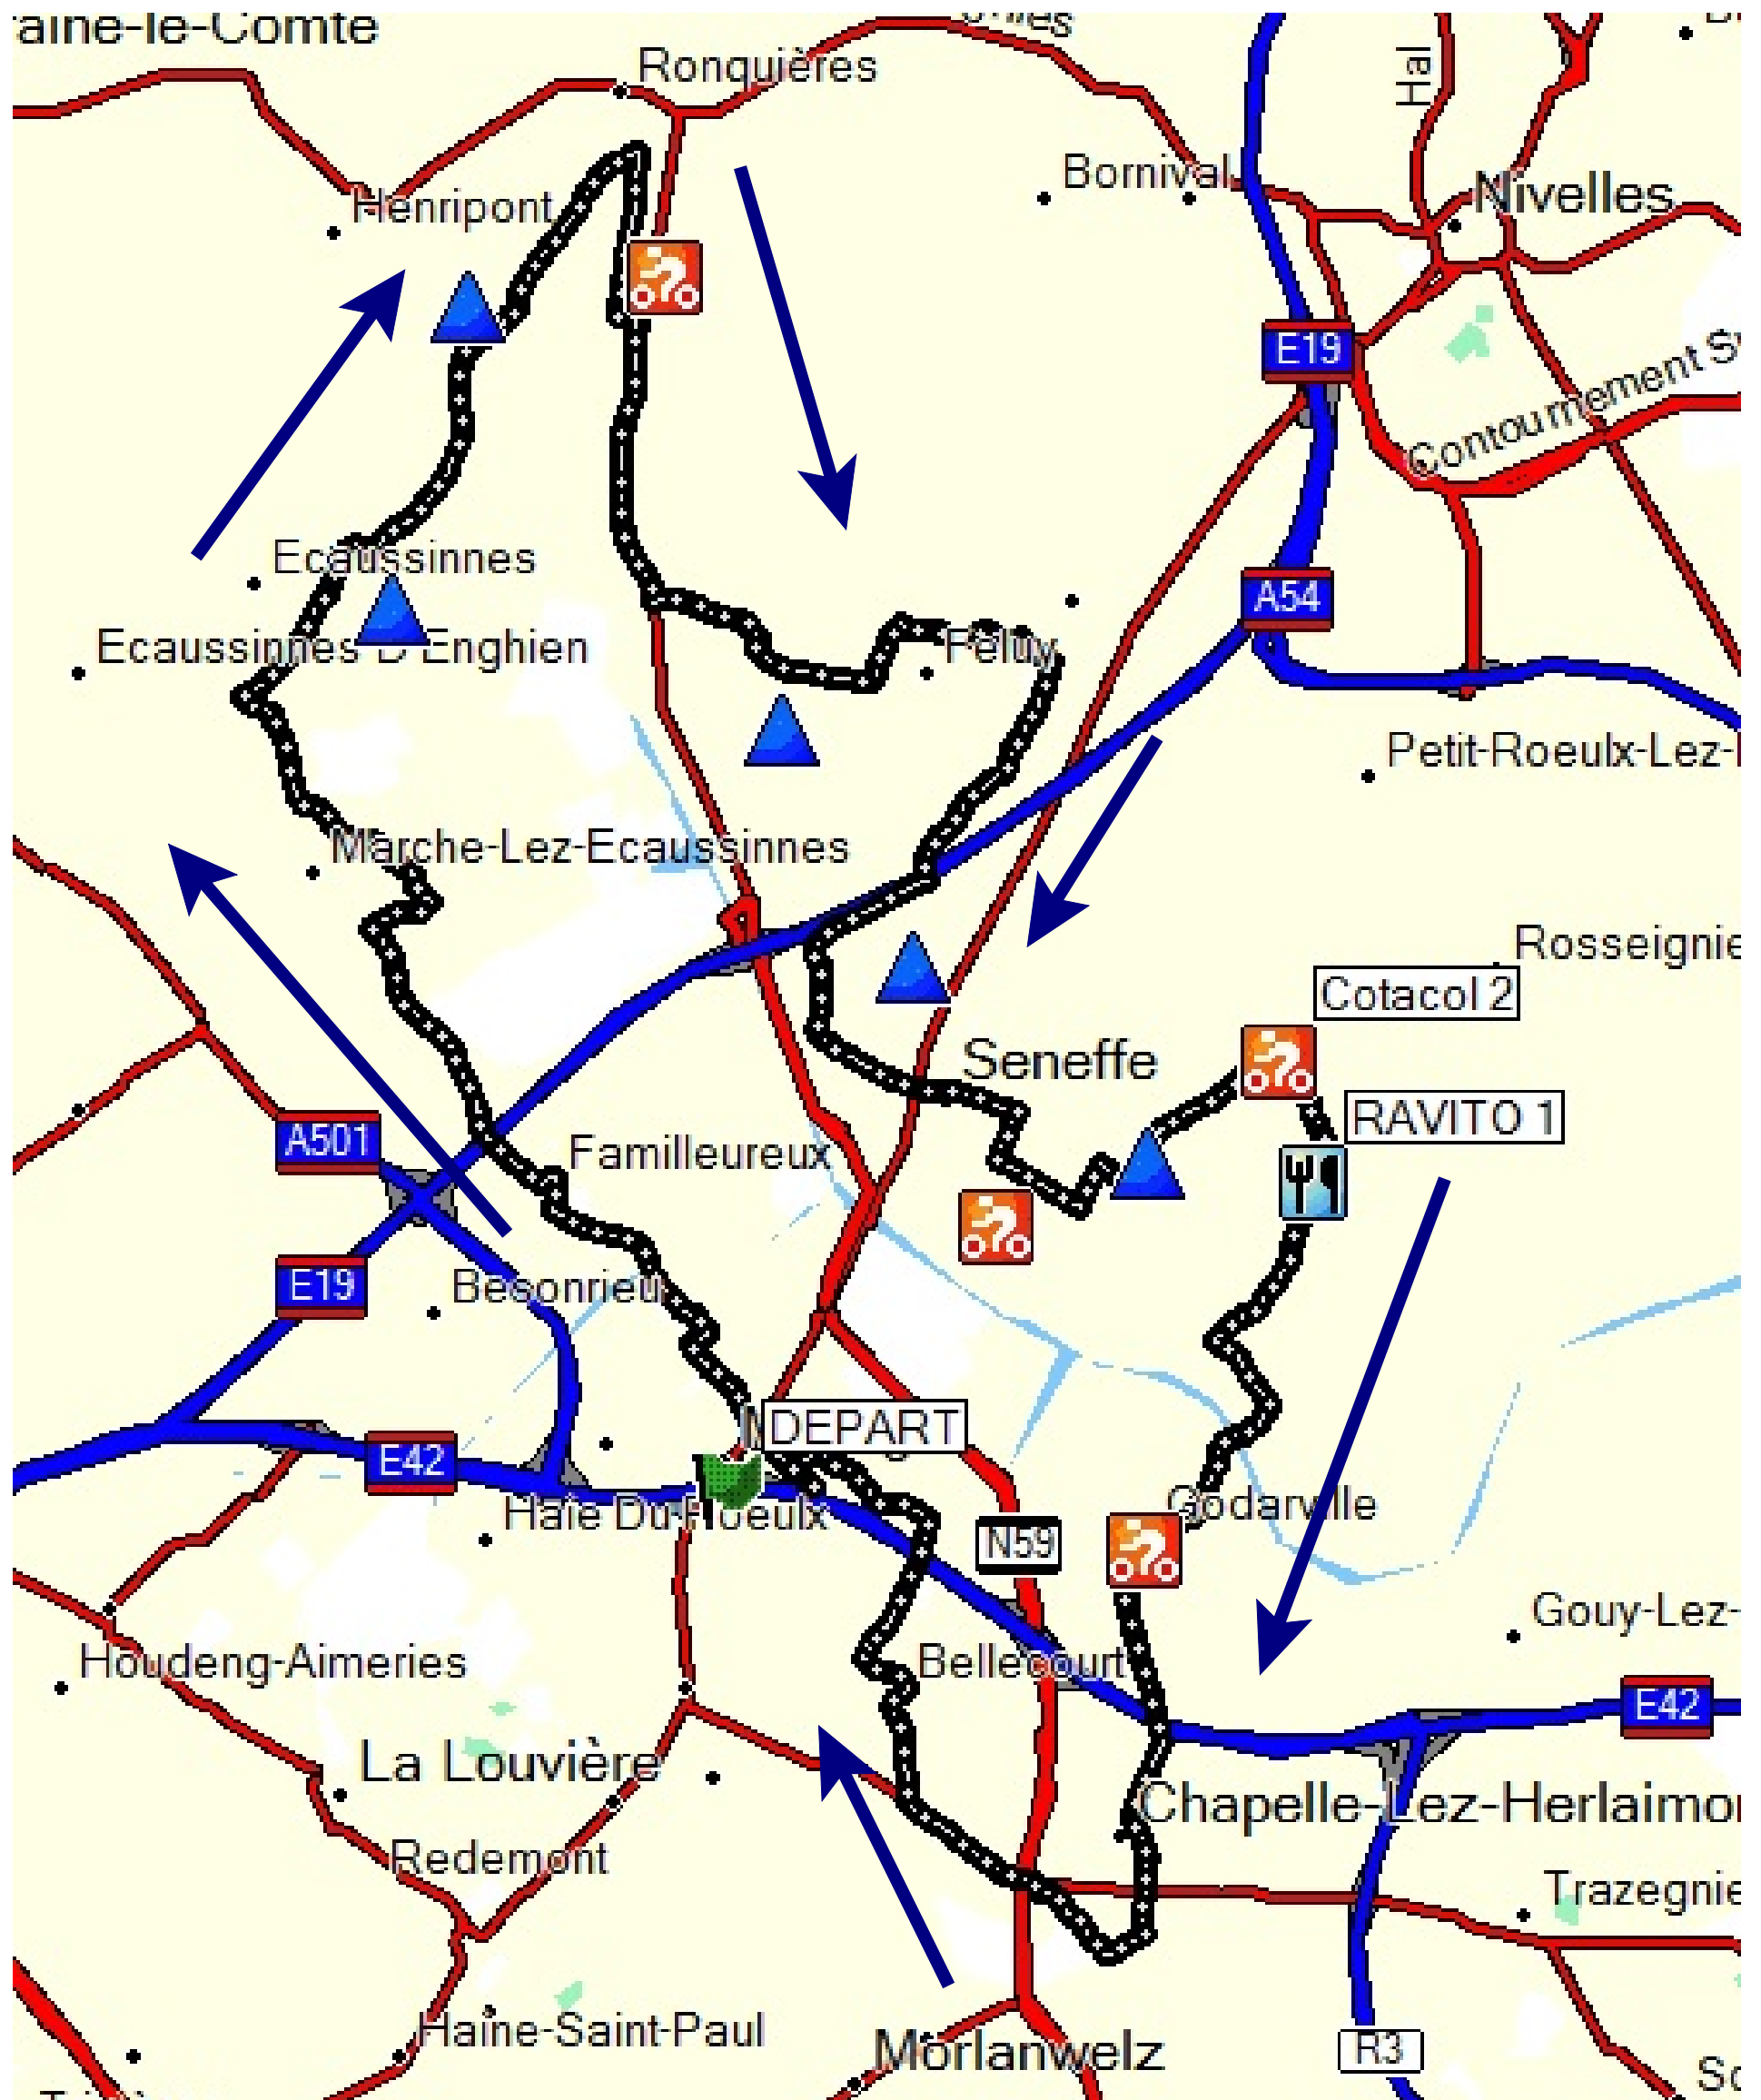 aine-le-Comte
Ronquières
Hal
Bornival
Nivelles
Henripont
E19
Contournement
Ecaussinnes
A54
Ecaussinnes D Enghien
Feluy
Petit-Roeulx-Lez-
Marche-Lez-Ecaussinnes
Rosseignie
Cotacol 2
Seneffe
RAVITO 1
A501
Familleureux
E19
Besonrieu
DEPART
E42
Haie Du Roeulx
Godarville
N59
Gouy-Lez-
Houdeng-Aimeries
Bellecourt
E42
La Louvière
Chapelle-Lez-Herlaimo
Redemont
Trazegnie
Haine-Saint-Paul
Morlanwelz
R3